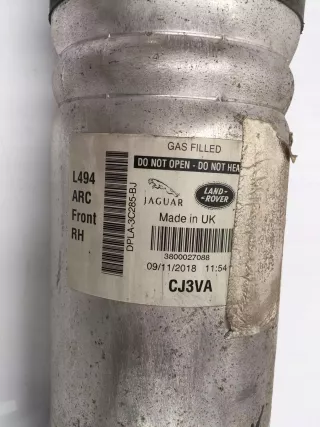 GAS FILLED
DO NOT OPEN - DO NOT HEA
L494
ARC
Front
RH
DPLA-3C285-BJ
JAGUAR
LAND-
-ROVER
Made in UK
3800027088
09/11/2018 11:54
CJ3VA